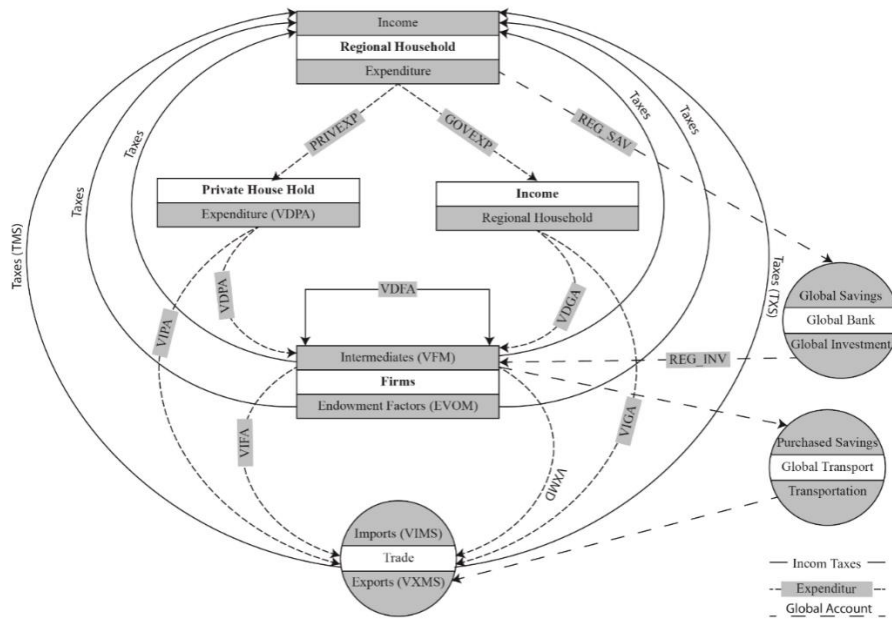 Income
Regional Household
Expenditure
Taxes
Taxes
Taxes
Taxes
PRIVEXP
GOVEXP
REG_SAV
Private House Hold
Expenditure (VDPA)
Income
Regional Household
Taxes (TMS)
Taxes (TXS)
VDPA
VIPA
VDFA
VDGA
Global Savings
Global Bank
Global Investment
Intermediates (VFM)
Firms
Endowment Factors (EVOM)
REG_INV
VIFA
VIGA
VXMD
Purchased Savings
Global Transport
Transportation
Imports (VIMS)
Trade
Exports (VXMS)
Incom Taxes
Expenditur
Global Account